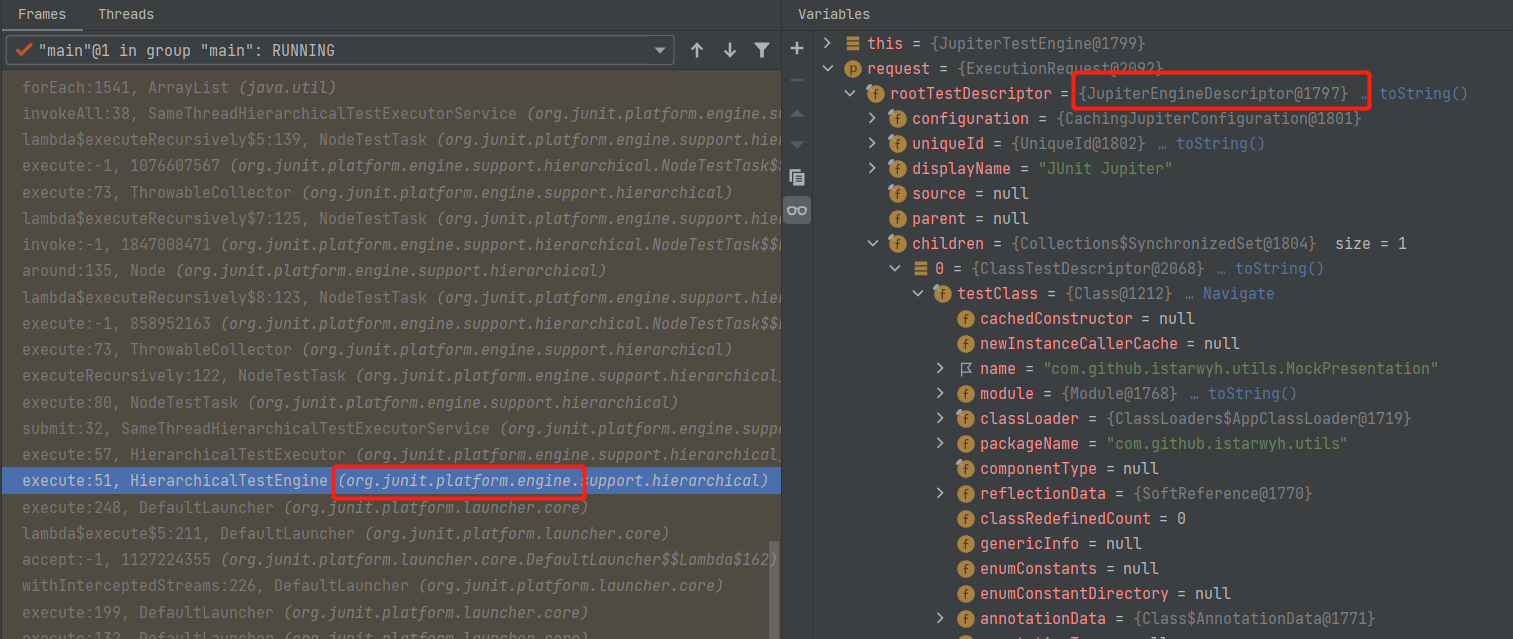 Frames Threads
"main"@1 in group "main": RUNNING
forEach:1541, ArrayList (java.util)
invokeAll:38, SameThreadHierarchicalTestExecutorService (org.junit.platform.engine.su
lambda$executeRecursively$5:139, NodeTestTask (org.junit.platform.engine.support.hier
execute:-1, 1076607567 (org.junit.platform.engine.support.hierarchical.NodeTestTask$
execute:73, ThrowableCollector (org.junit.platform.engine.support.hierarchical)
lambda$executeRecursively$7:125, NodeTestTask (org.junit.platform.engine.support.hier
invoke:-1, 1847008471 (org.junit.platform.engine.support.hierarchical.NodeTestTask$$
around:135, Node (org.junit.platform.engine.support.hierarchical)
lambda$executeRecursively$8:123, NodeTestTask (org.junit.platform.engine.support.hier
execute:-1, 858952163 (org.junit.platform.engine.support.hierarchical.NodeTestTask$$
execute:73, ThrowableCollector (org.junit.platform.engine.support.hierarchical)
executeRecursively:122, NodeTestTask (org.junit.platform.engine.support.hierarchical
execute:80, NodeTestTask (org.junit.platform.engine.support.hierarchical)
submit:32, SameThreadHierarchicalTestExecutorService (org.junit.platform.engine.suppo
execute:57, HierarchicalTestExecutor (org.junit.platform.engine.support.hierarchical
execute:51, HierarchicalTestEngine (org.junit.platform.engine.support.hierarchical)
execute:248, DefaultLauncher (org.junit.platform.launcher.core)
lambda$execute$5:211, DefaultLauncher (org.junit.platform.launcher.core)
accept:-1, 1127224355 (org.junit.platform.launcher.core.DefaultLauncher$$Lambda$162)
withInterceptedStreams:226, DefaultLauncher (org.junit.platform.launcher.core)
execute:199, DefaultLauncher (org.junit.platform.launcher.core)
execute:132, DefaultLauncher (org.junit.platform.launcher.core)
Variables
this = {JupiterTestEngine@1799}
p request = {ExecutionRequest@2092}
f rootTestDescriptor = {JupiterEngineDescriptor@1797} … toString()
f configuration = {CachingJupiterConfiguration@1801}
f uniqueId = {UniqueId@1802} … toString()
f displayName = "JUnit Jupiter"
f source = null
f parent = null
f children = {Collections$SynchronizedSet@1804} size = 1
0 = {ClassTestDescriptor@2068} … toString()
f testClass = {Class@1212} … Navigate
f cachedConstructor = null
f newInstanceCallerCache = null
name = "com.github.istarwyh.utils.MockPresentation"
f module = {Module@1768} … toString()
f classLoader = {ClassLoaders$AppClassLoader@1719}
f packageName = "com.github.istarwyh.utils"
f componentType = null
f reflectionData = {SoftReference@1770}
f classRedefinedCount = 0
f genericInfo = null
f enumConstants = null
f enumConstantDirectory = null
f annotationData = {Class$AnnotationData@1771}